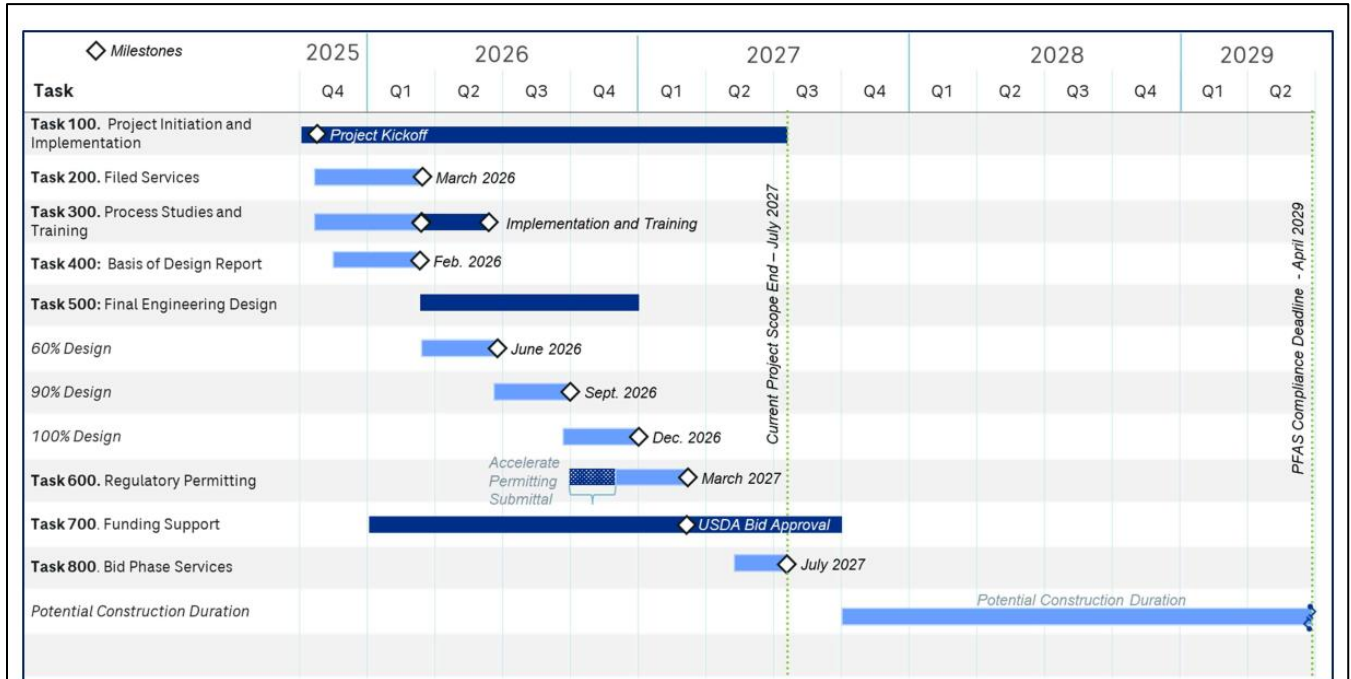 Milestones
2025 2026 2027 2028 2029
Task Q4 Q1 Q2 Q3 Q4 Q1 Q2 Q3 Q4 Q1 Q2 Q3 Q4 Q1 Q2
Task 100. Project Initiation and
Implementation
Project Kickoff
Task 200. Filed Services
March 2026
Task 300. Process Studies and
Training
Implementation and Training
Task 400: Basis of Design Report
Feb. 2026
Task 500: Final Engineering Design
60% Design
June 2026
90% Design
Sept. 2026
100% Design
Dec. 2026
Accelerate
Permitting
Submittal
Task 600. Regulatory Permitting
March 2027
Task 700. Funding Support
USDA Bid Approval
Task 800. Bid Phase Services
July 2027
Potential Construction Duration
Potential Construction Duration
Current Project Scope End – July 2027
PFAS Compliance Deadline - April 2029